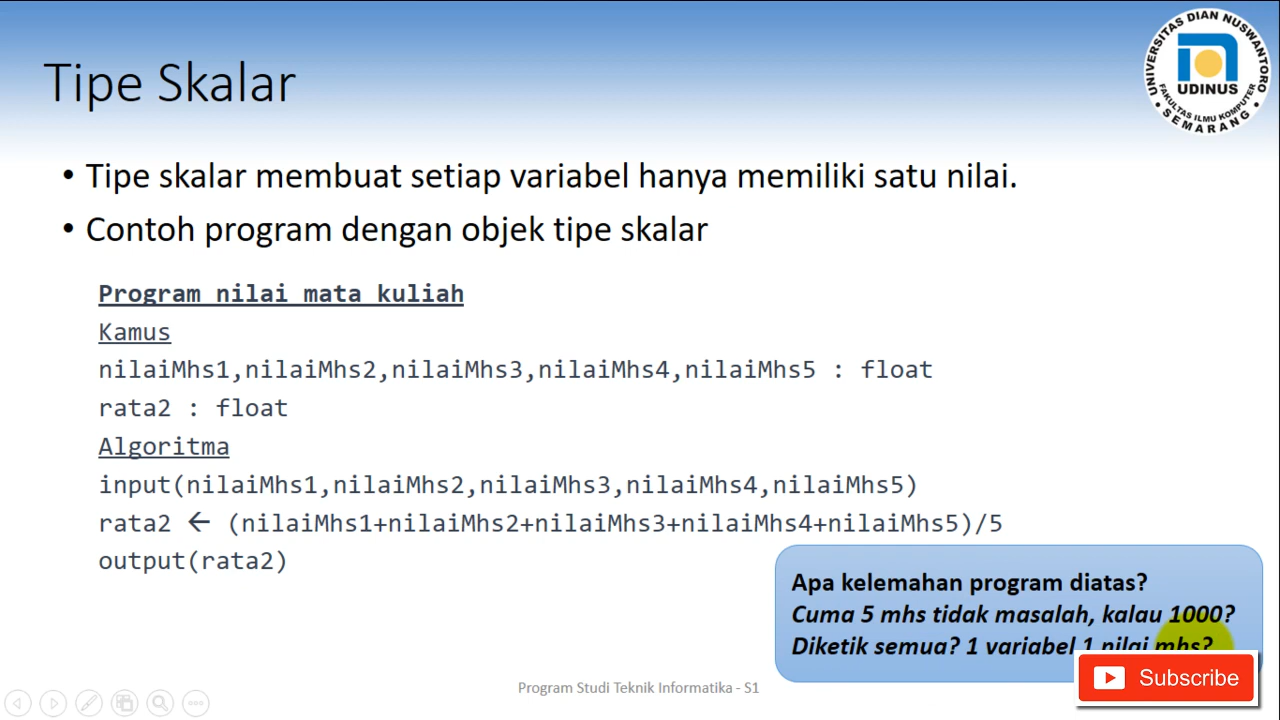 Tipe Skalar
UNIVERSITAS DIAN NUSWANTORO
UDINUS
FAKULTAS ILMU KOMPUTER
• SEMARANG •
• Tipe skalar membuat setiap variabel hanya memiliki satu nilai.
• Contoh program dengan objek tipe skalar
Program nilai mata kuliah
Kamus
nilaiMhs1,nilaiMhs2,nilaiMhs3,nilaiMhs4,nilaiMhs5 : float
rata2 : float
Algoritma
input(nilaiMhs1,nilaiMhs2,nilaiMhs3,nilaiMhs4,nilaiMhs5)
rata2 ← (nilaiMhs1+nilaiMhs2+nilaiMhs3+nilaiMhs4+nilaiMhs5)/5
output(rata2)
Apa kelemahan program diatas?
Cuma 5 mhs tidak masalah, kalau 1000?
Diketik semua? 1 variabel 1 nilai mhs?
Subscribe
Program Studi Teknik Informatika - S1